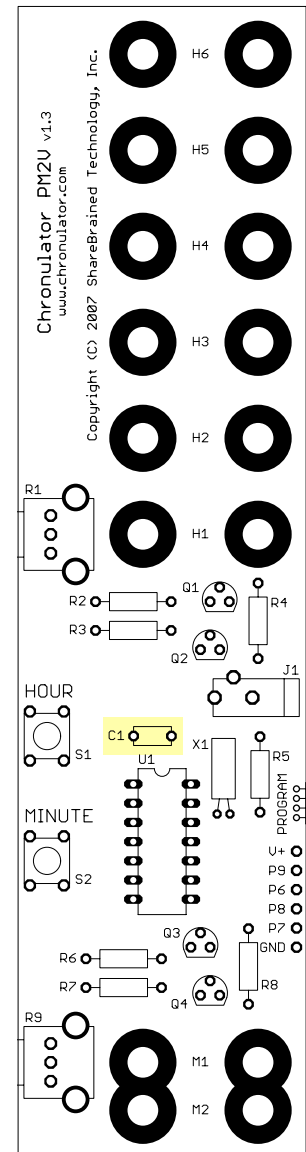 H6
H5
H4
H3
H2
H1
Chronulator PM2V v1.3
www.chronulator.com
Copyright (C) 2007 ShareBrained Technology, Inc.
R1
R2
R3
Q1
Q2
R4
J1
HOUR
S1
C1
U1
X1
R5
PROGRAM
MINUTE
S2
V+
P9
P6
P8
P7
GND
Q3
Q4
R6
R7
R8
R9
M1
M2